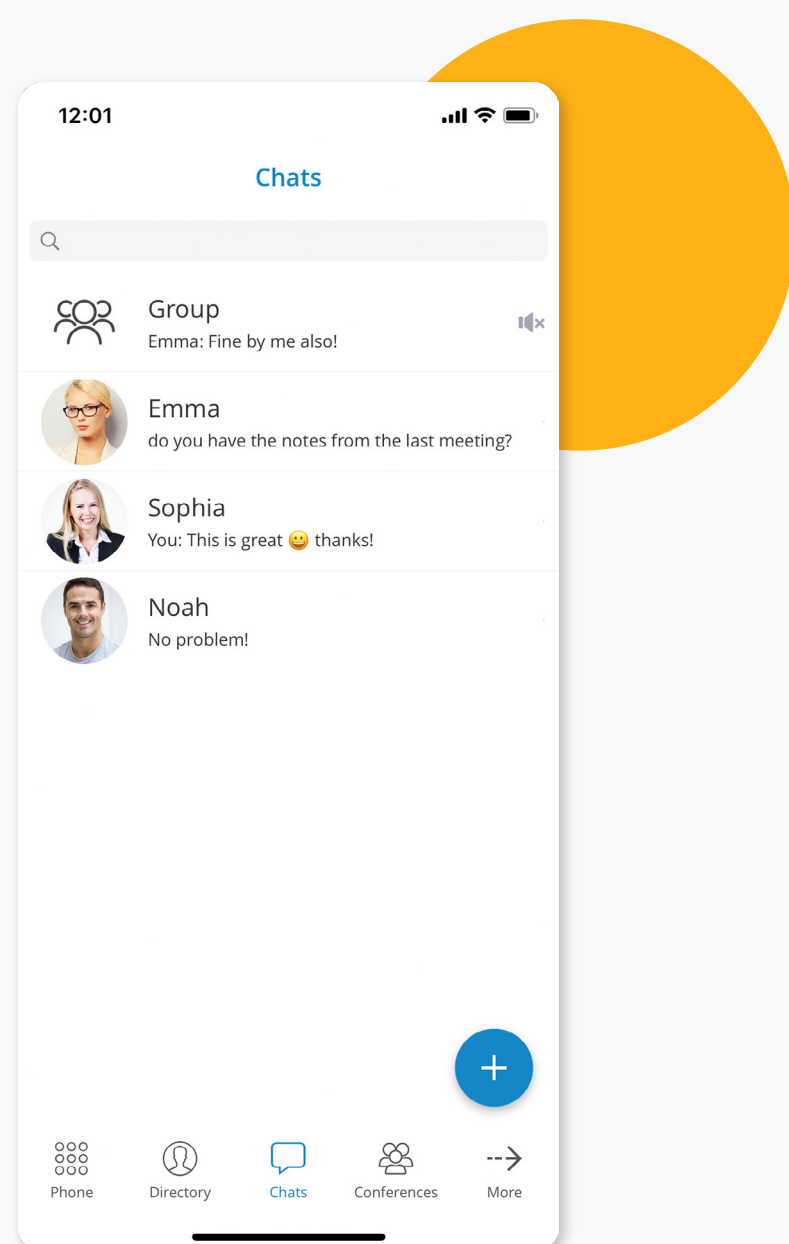 12:01
Chats
Group
Emma: Fine by me also!
Emma
do you have the notes from the last meeting?
Sophia
You: This is great 😀 thanks!
Noah
No problem!
Phone
Directory
Chats
Conferences
More